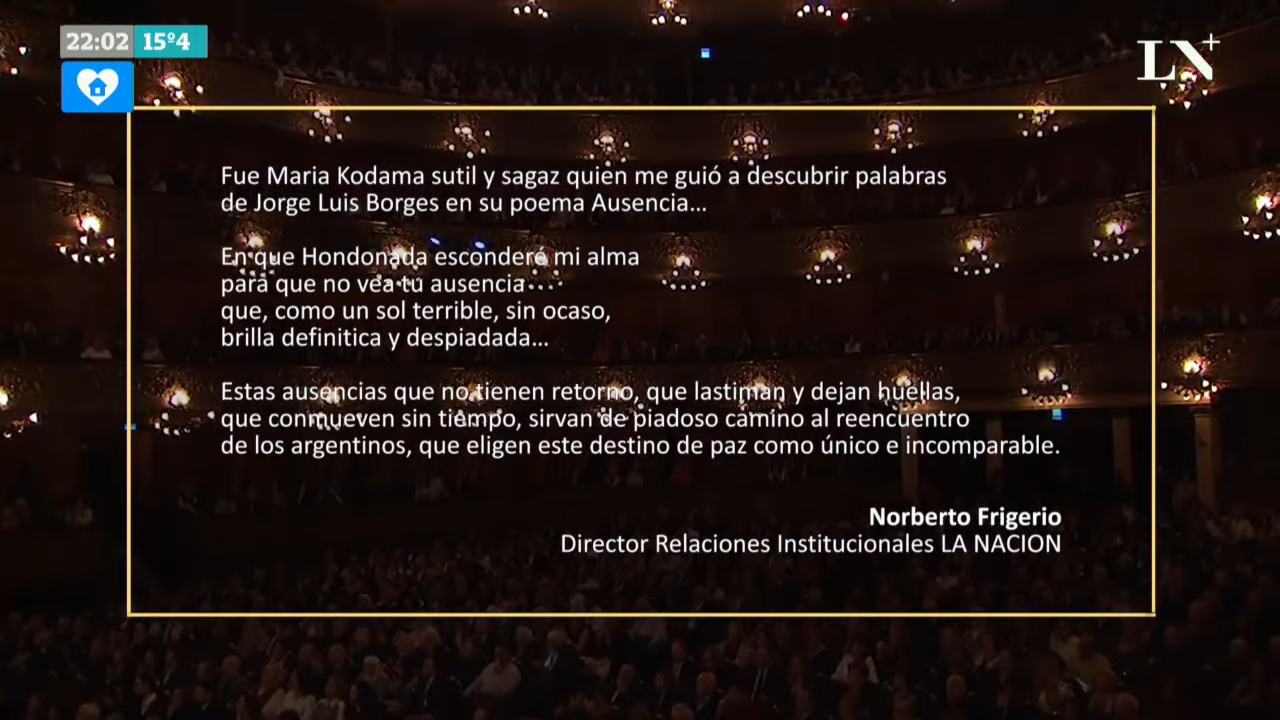 22:02 15º4
LN+
Fue Maria Kodama sutil y sagaz quien me guió a descubrir palabras
de Jorge Luis Borges en su poema Ausencia...
En que Hondonada esconderé mi alma
para que no vea tu ausencia
que, como un sol terrible, sin ocaso,
brilla definitica y despiadada...
Estas ausencias que no tienen retorno, que lastiman y dejan huellas,
que conmueven sin tiempo, sirvan de piadoso camino al reencuentro
de los argentinos, que eligen este destino de paz como único e incomparable.
Norberto Frigerio
Director Relaciones Institucionales LA NACION